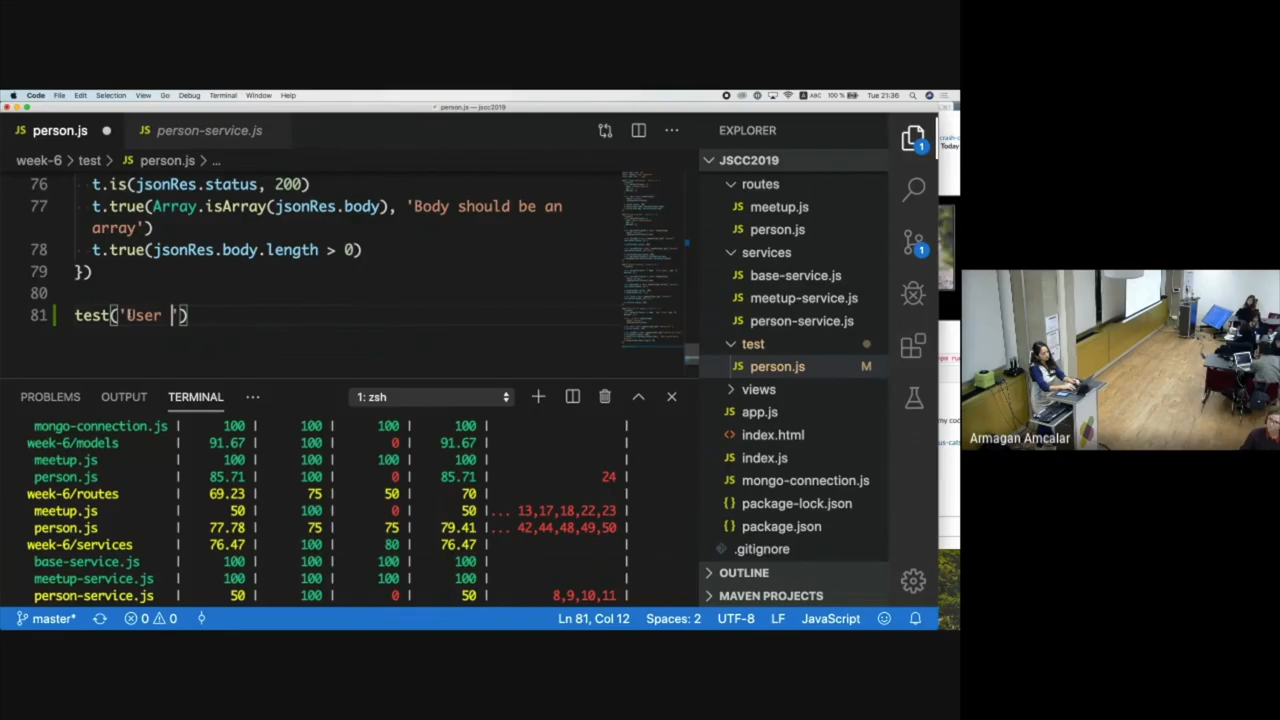 Code File Edit Selection View Go Debug Terminal Window Help
ABC 100 % Tue 21:36
person.js — jscc2019
JS person.js
JS person-service.js
week-6 > test > JS person.js > ...
76 t.is(jsonRes.status, 200)
77 t.true(Array.isArray(jsonRes.body), 'Body should be an
array')
78 t.true(jsonRes.body.length > 0)
79 })
80
81 test('User ')
PROBLEMS OUTPUT TERMINAL ... 1: zsh
mongo-connection.js | 100 | 100 | 100 | 100 | |
week-6/models | 91.67 | 100 | 0 | 91.67 | |
meetup.js | 100 | 100 | 100 | 100 | |
person.js | 85.71 | 100 | 0 | 85.71 | 24 |
week-6/routes | 69.23 | 75 | 50 | 70 | |
meetup.js | 50 | 100 | 0 | 50 |... 13,17,18,22,23 |
person.js | 77.78 | 75 | 75 | 79.41 |... 42,44,48,49,50 |
week-6/services | 76.47 | 100 | 80 | 76.47 | |
base-service.js | 100 | 100 | 100 | 100 | |
meetup-service.js | 100 | 100 | 100 | 100 | |
person-service.js | 50 | 100 | 0 | 50 | 8,9,10,11 |
EXPLORER
JSCC2019
routes
JS meetup.js
JS person.js
services
JS base-service.js
JS meetup-service.js
JS person-service.js
test
JS person.js M
views
JS app.js
<> index.html
JS index.js
JS mongo-connection.js
{} package-lock.json
{} package.json
.gitignore
OUTLINE
MAVEN PROJECTS
1
1
master* 0 0 Ln 81, Col 12 Spaces: 2 UTF-8 LF JavaScript
Today
Armagan Amcalar